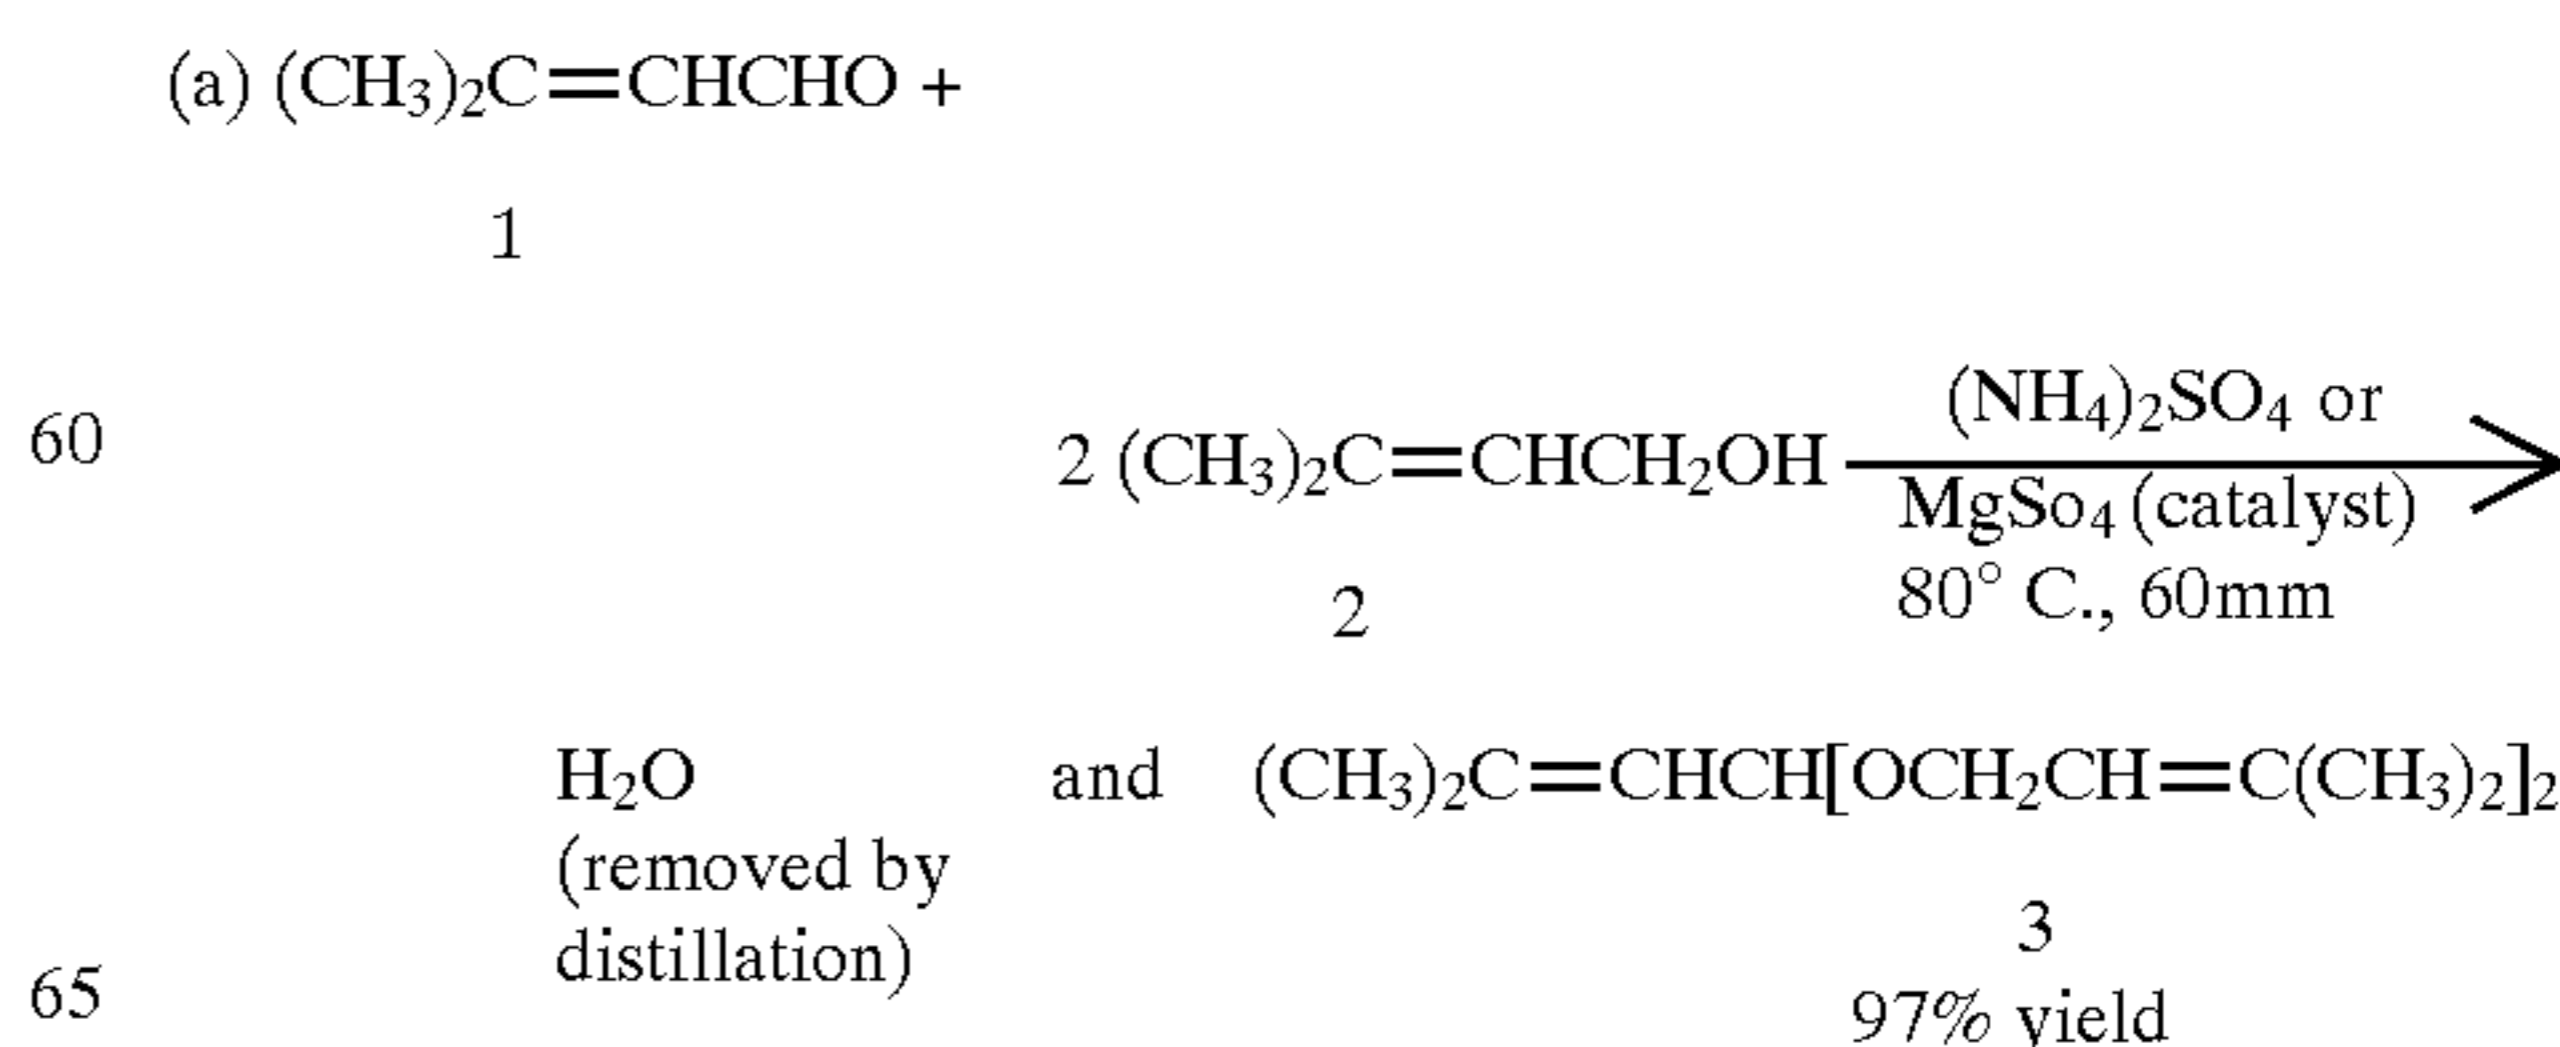 (a) (CH₃)₂C=CHCHO +
1
60
2 (CH₃)₂C=CHCH₂OH
(NH₄)₂SO₄ or
MgSo₄ (catalyst)
80° C., 60mm
2
H₂O and (CH₃)₂C=CHCH[OCH₂CH=C(CH₃)₂]₂
(removed by
distillation)
3
65
97% yield